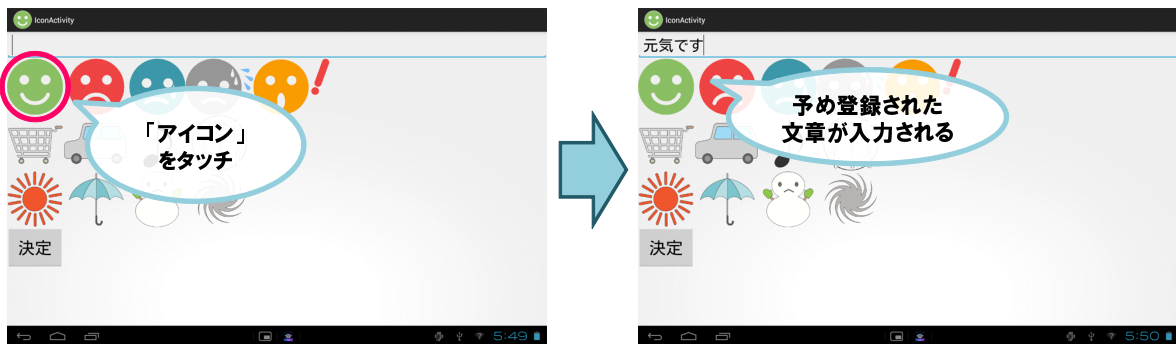 IconActivity
「アイコン」
をタッチ
決定
5:49
IconActivity
元気です
予め登録された
文章が入力される
決定
5:50